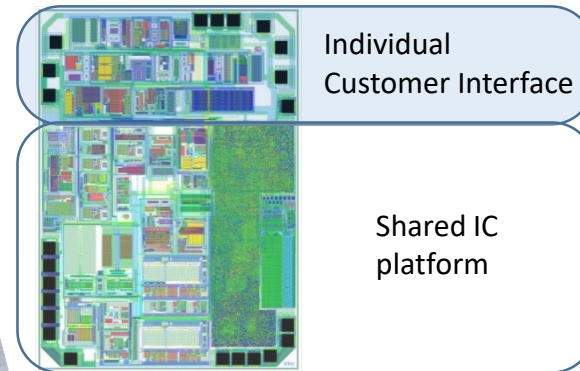 Individual
Customer Interface
Shared IC
platform